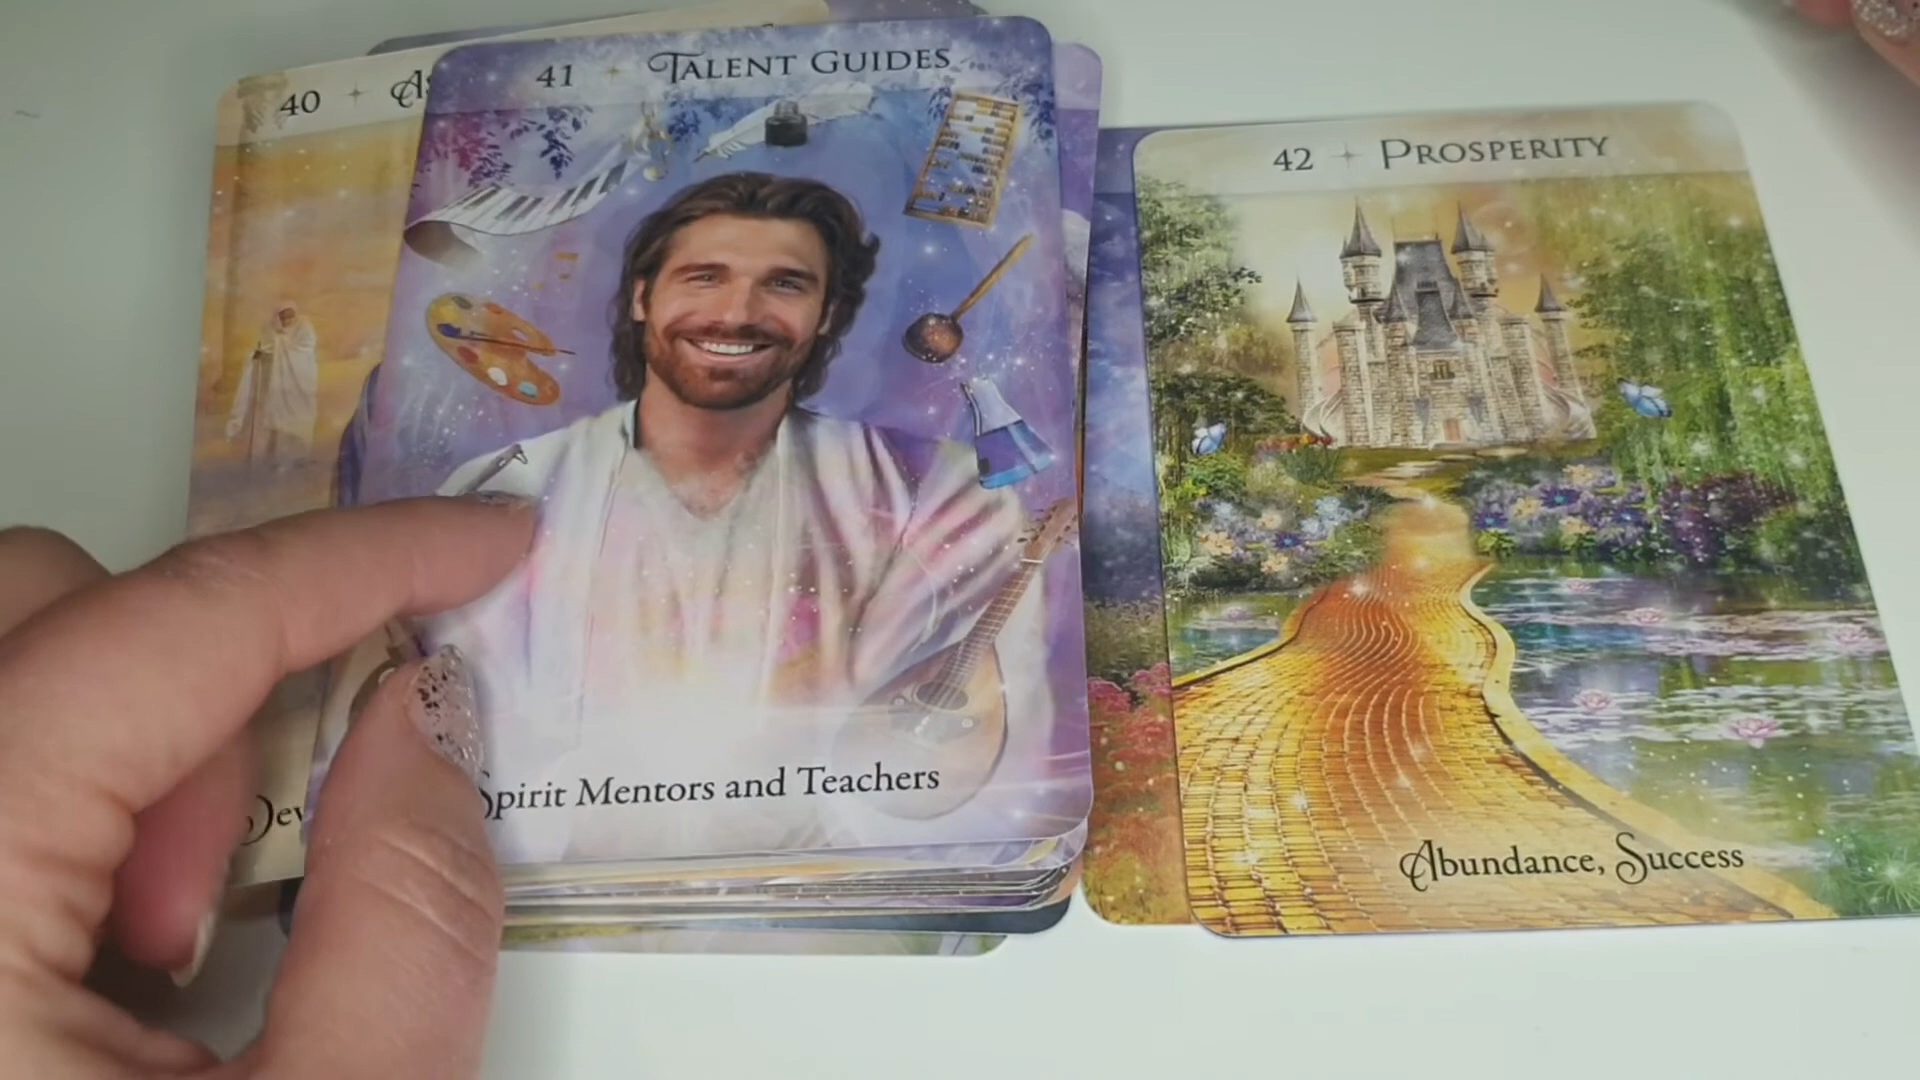 40
41 Talent Guides
Spirit Mentors and Teachers
42 Prosperity
Abundance, Success